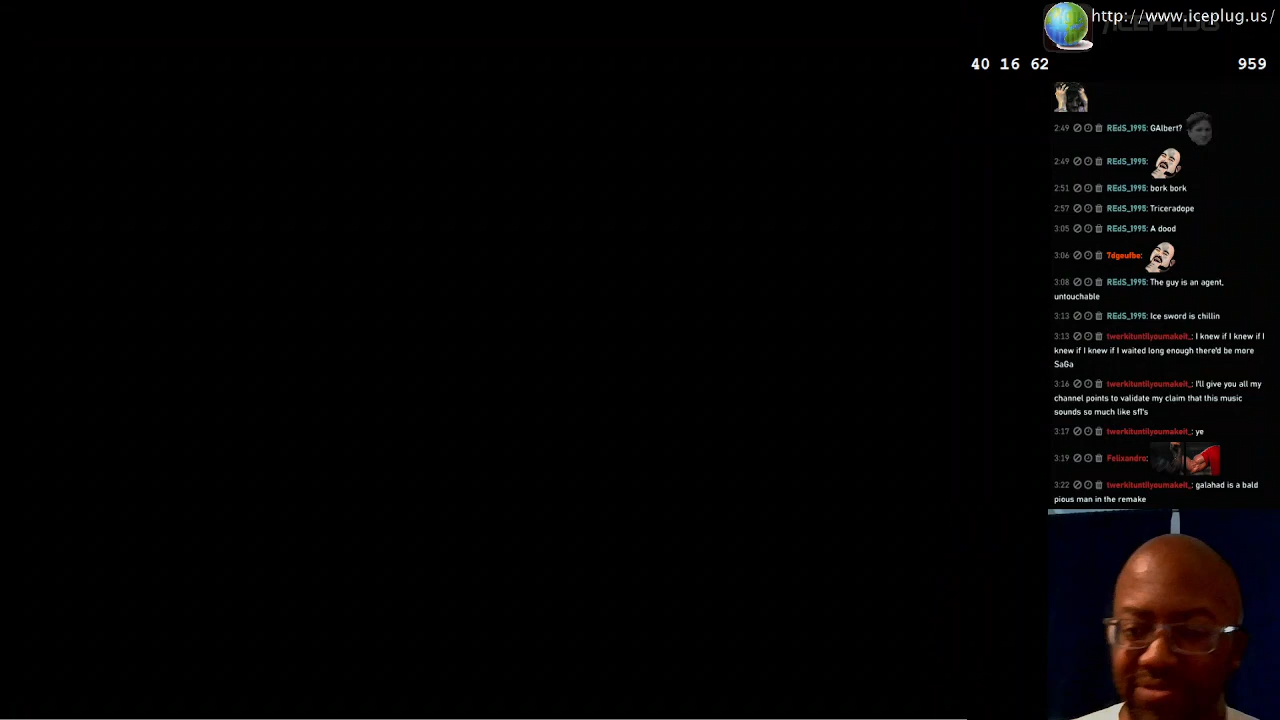 http://www.iceplug.us/
40 16 62
959
2:49 REdS_1995: GAlbert?
2:49 REdS_1995:
2:51 REdS_1995: bork bork
2:57 REdS_1995: Triceradope
3:05 REdS_1995: A dood
3:06 7dgeufbe:
3:08 REdS_1995: The guy is an agent,
untouchable
3:13 REdS_1995: Ice sword is chillin
3:13 twerkituntilyoumakeit_: I knew if I knew if I
knew if I knew if I waited long enough there'd be more
SaGa
3:16 twerkituntilyoumakeit_: I'll give you all my
channel points to validate my claim that this music
sounds so much like sff's
3:17 twerkituntilyoumakeit_: ye
3:19 Felixandro:
3:22 twerkituntilyoumakeit_: galahad is a bald
pious man in the remake